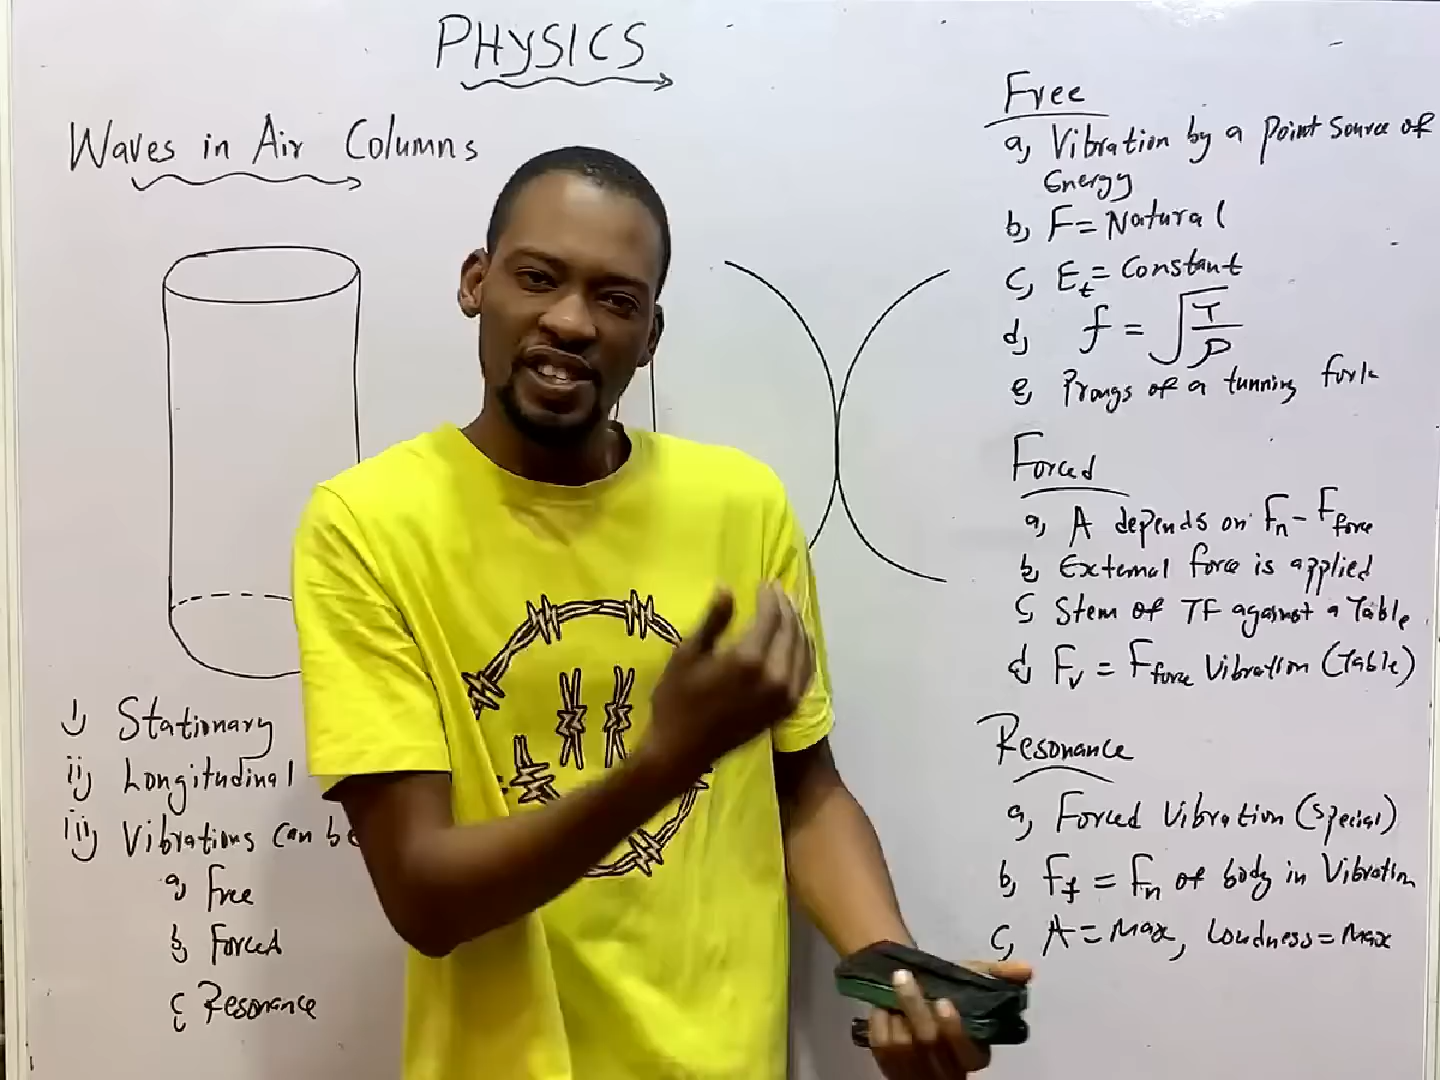 PHYSICS
Waves in Air Columns
i) Stationary
ii) Longitudinal
iii) Vibrations can be
a) Free
b) Forced
c) Resonance
Free
a) Vibration by a point source of
Energy
b) F = Natural
c) Et = Constant
d) f = √T/ρ
e) Prongs of a tunning fork
Forced
a) A depends on Fn - Fforce
b) External force is applied
c) Stem of TF against a Table
d) Fv = Fforce Vibration (Table)
Resonance
a) Forced Vibration (Special)
b) Ff = Fn of body in Vibration
c) A = Max, Loudness = Max